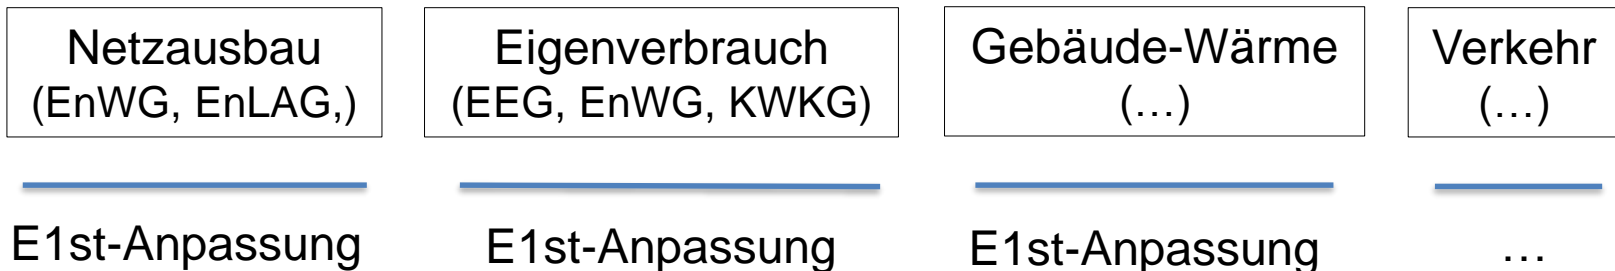 Netzausbau
(EnWG, EnLAG,)
Eigenverbrauch
(EEG, EnWG, KWKG)
Gebäude-Wärme
(…)
Verkehr
(…)
E1st-Anpassung
E1st-Anpassung
E1st-Anpassung
…